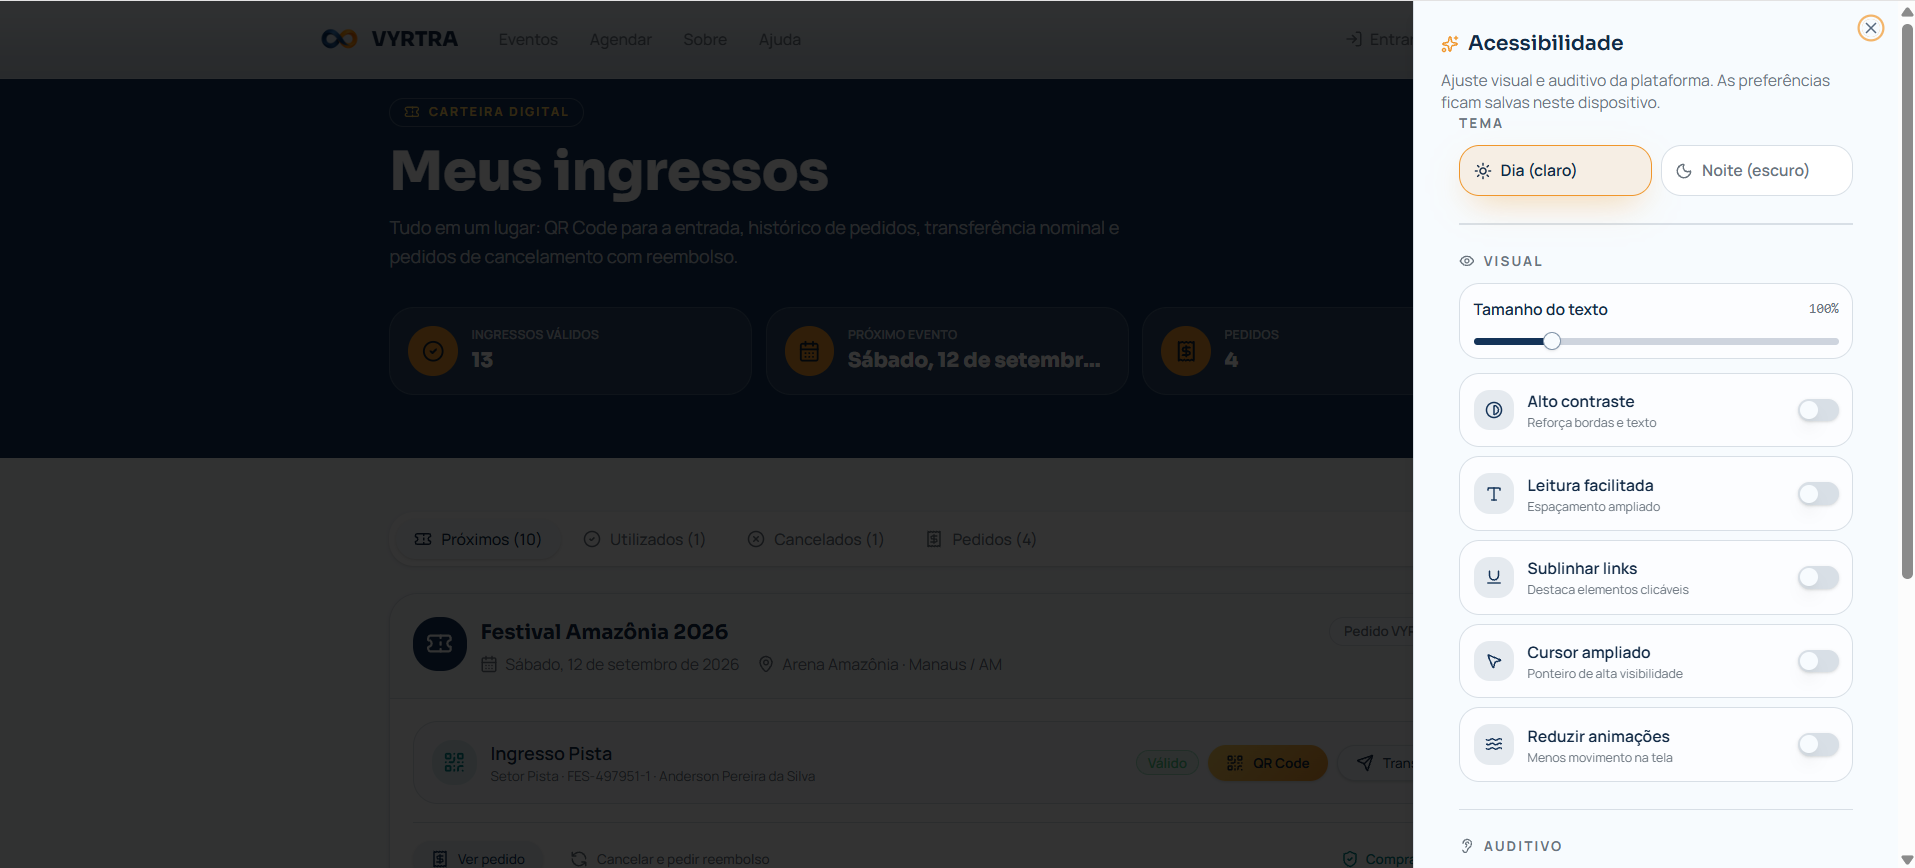 VYRTRA
Eventos
Agendar
Sobre
Ajuda
Entrar
CARTEIRA DIGITAL
Meus ingressos
Tudo em um lugar: QR Code para a entrada, histórico de pedidos, transferência nominal e
pedidos de cancelamento com reembolso.
INGRESSOS VÁLIDOS
13
PRÓXIMO EVENTO
Sábado, 12 de setembr...
PEDIDOS
4
Próximos (10)
Utilizados (1)
Cancelados (1)
Pedidos (4)
Festival Amazônia 2026
Pedido VYR
Sábado, 12 de setembro de 2026
Arena Amazônia · Manaus / AM
Ingresso Pista
Setor Pista · FES-497951-1 · Anderson Pereira da Silva
Válido
QR Code
Trans
Ver pedido
Cancelar e pedir reembolso
Compra
Acessibilidade
Ajuste visual e auditivo da plataforma. As preferências
ficam salvas neste dispositivo.
TEMA
Dia (claro)
Noite (escuro)
VISUAL
Tamanho do texto
100%
Alto contraste
Reforça bordas e texto
Leitura facilitada
Espaçamento ampliado
Sublinhar links
Destaca elementos clicáveis
Cursor ampliado
Ponteiro de alta visibilidade
Reduzir animações
Menos movimento na tela
AUDITIVO